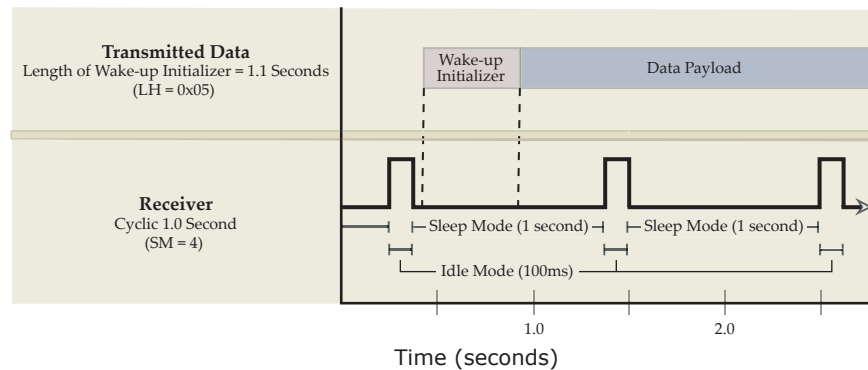 Transmitted Data
Length of Wake-up Initializer = 1.1 Seconds
(LH = 0x05)
Wake-up
Initializer
Data Payload
Receiver
Cyclic 1.0 Second
(SM = 4)
Sleep Mode (1 second)
Sleep Mode (1 second)
Idle Mode (100ms)
1.0
2.0
Time (seconds)